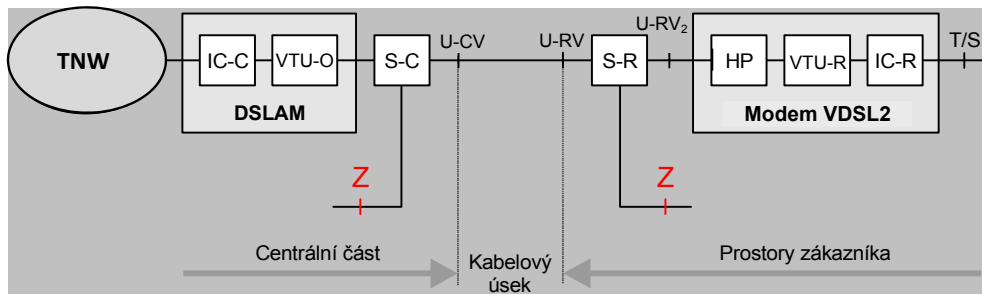 TNW
IC-C
VTU-O
DSLAM
S-C
U-CV
U-RV
S-R
U-RV2
HP
VTU-R
IC-R
Modem VDSL2
T/S
Z
Z
Centrální část
Kabelový
úsek
Prostory zákazníka